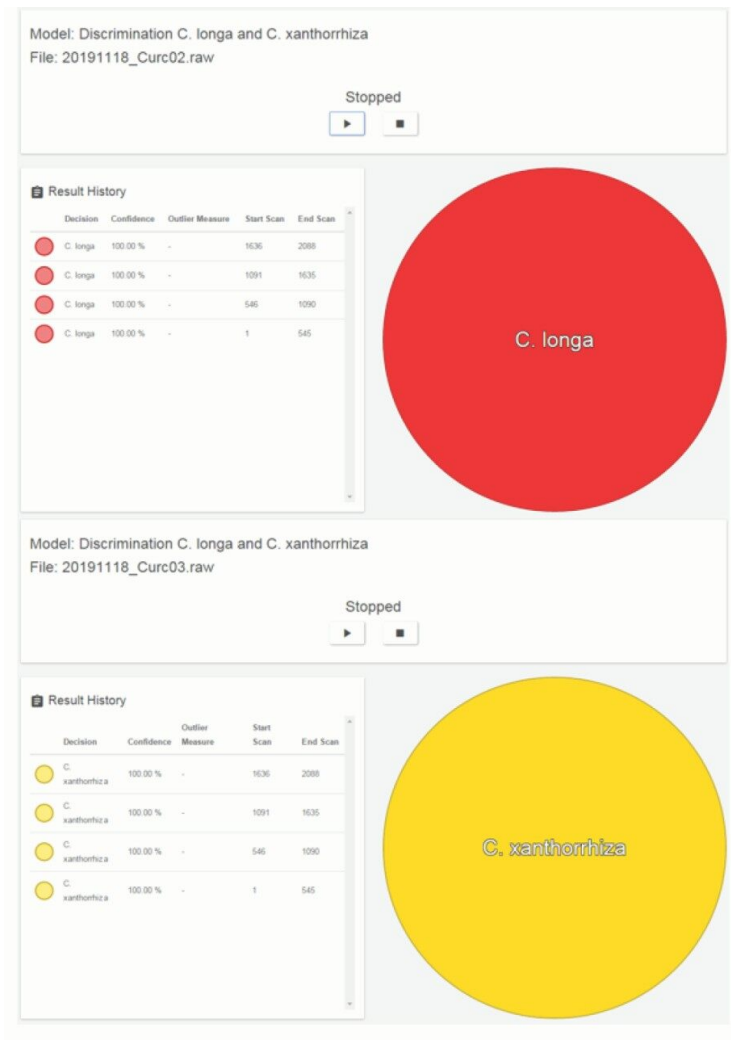 Model: Discrimination C. longa and C. xanthorrhiza
File: 20191118_Curc02.raw
Stopped
Result History
Decision Confidence Outlier Measure Start Scan End Scan
C. longa 100.00 % - 1636 2088
C. longa 100.00 % - 1091 1635
C. longa 100.00 % - 546 1090
C. longa 100.00 % - 1 545
C. longa
Model: Discrimination C. longa and C. xanthorrhiza
File: 20191118_Curc03.raw
Stopped
Result History
Outlier Start
Decision Confidence Measure Scan End Scan
C.
xanthorrhiza 100.00 % - 1636 2088
C.
xanthorrhiza 100.00 % - 1091 1635
C.
xanthorrhiza 100.00 % - 546 1090
C.
xanthorrhiza 100.00 % - 1 545
C. xanthorrhiza